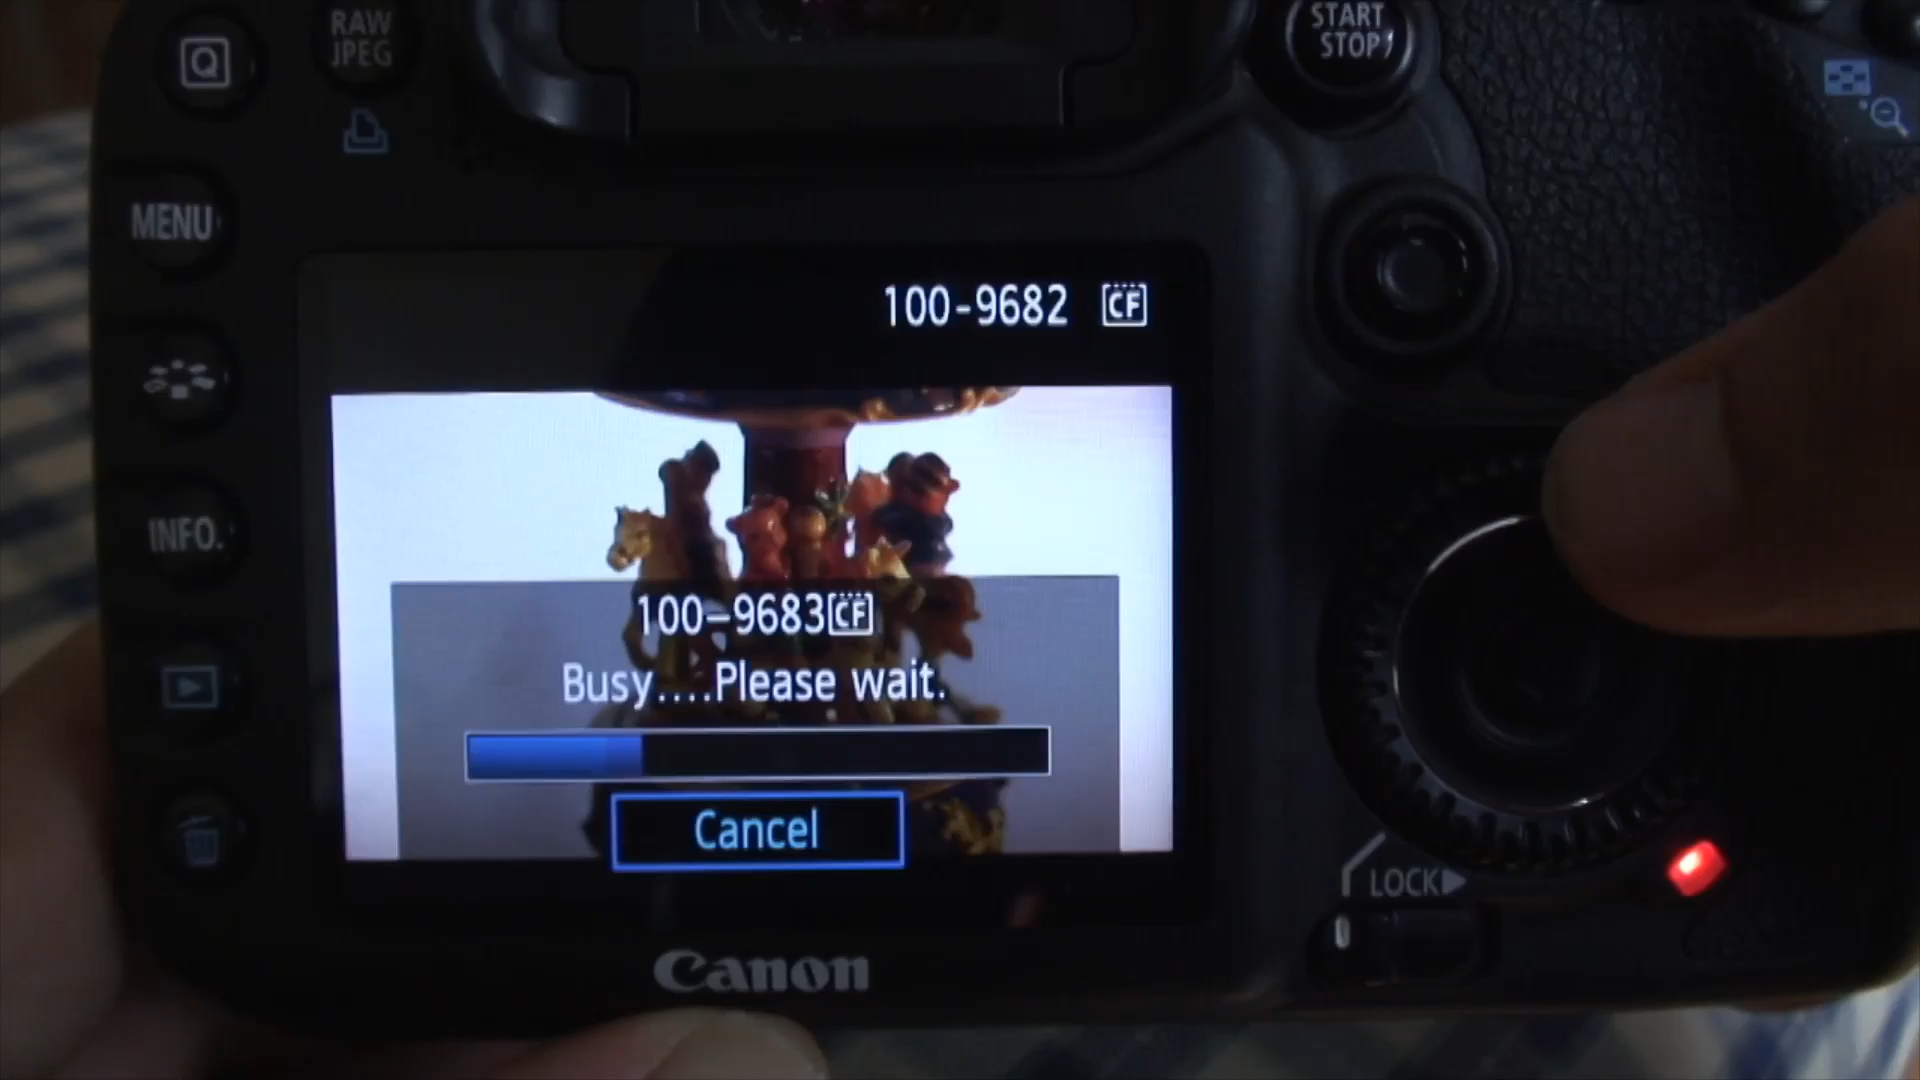 Q
RAW
JPEG
START
STOP
MENU
100-9682 CF
INFO.
100-9683 CF
Busy....Please wait.
Cancel
LOCK
Canon